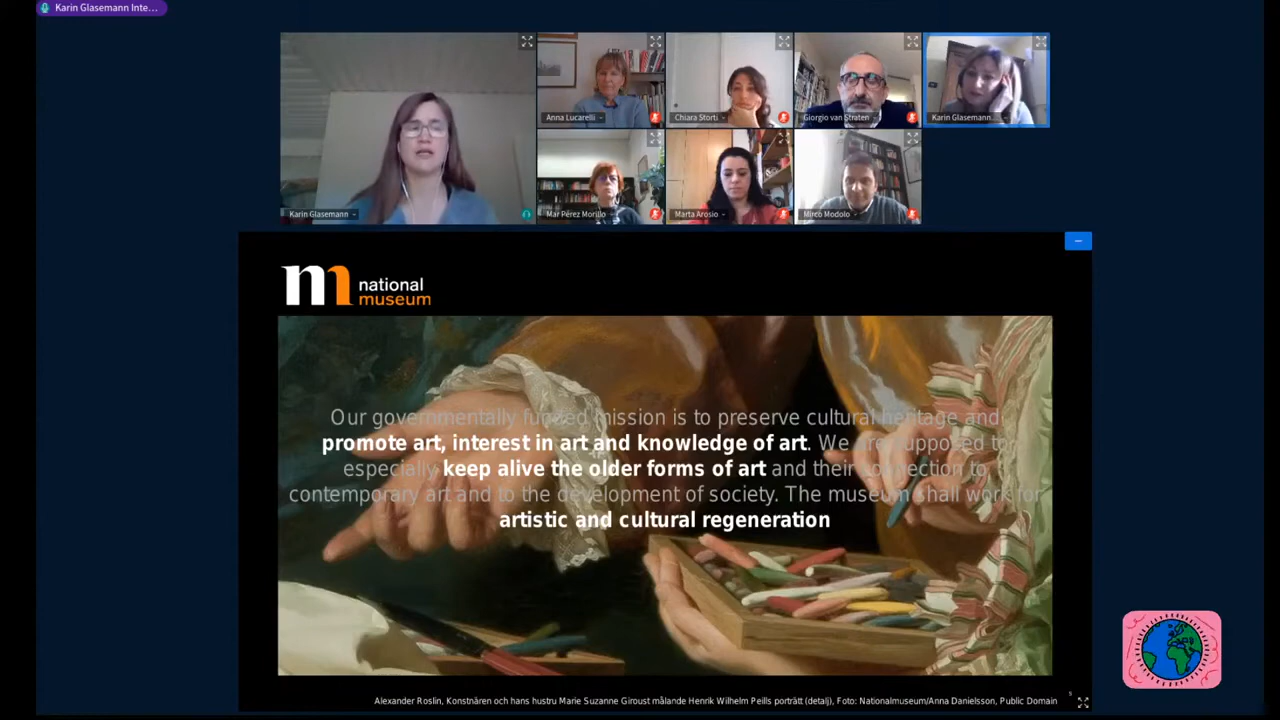 Karin Glasemann Inte...
Karin Glasemann
Anna Lucarelli
Chiara Storti
Giorgio van Straten
Karin Glasemann ...
Mar Pérez Morillo
Marta Arosio
Mirco Modolo
m national
museum
Our governmentally funded mission is to preserve cultural heritage and
promote art, interest in art and knowledge of art. We are supposed to
especially keep alive the older forms of art and their connection to
contemporary art and to the development of society. The museum shall work for
artistic and cultural regeneration
5
Alexander Roslin, Konstnären och hans hustru Marie Suzanne Giroust målande Henrik Wilhelm Peills porträtt (detalj), Foto: Nationalmuseum/Anna Danielsson, Public Domain